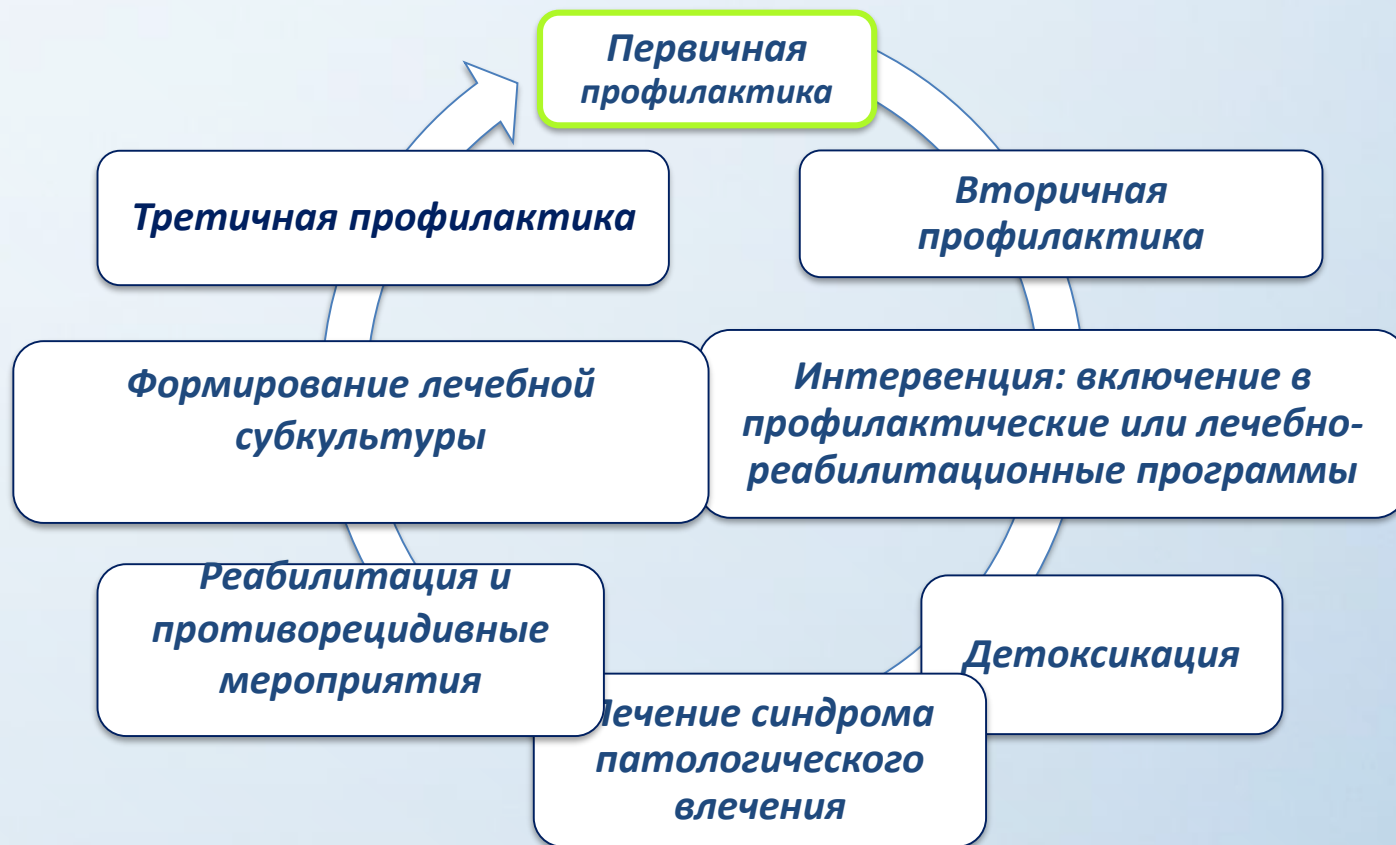 Первичная
профилактика
Вторичная
профилактика
Интервенция: включение в
профилактические или лечебно-
реабилитационные программы
Детоксикация
Лечение синдрома
патологического
влечения
Реабилитация и
противорецидивные
мероприятия
Формирование лечебной
субкультуры
Третичная профилактика